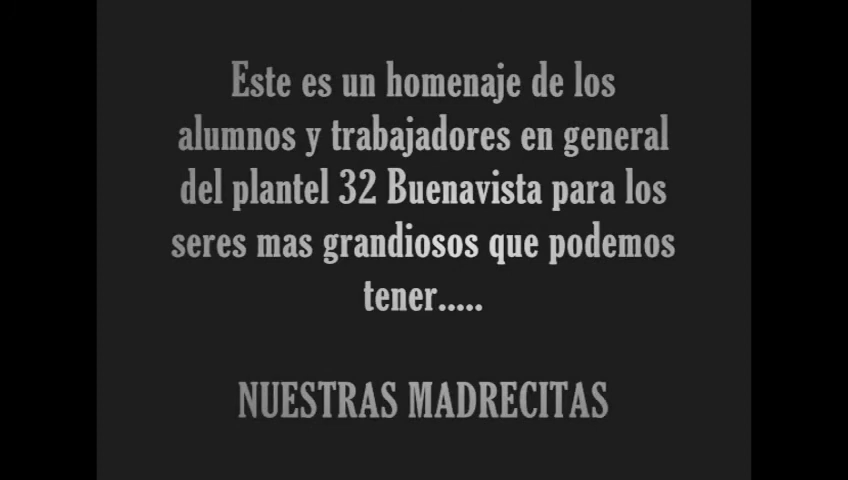 Este es un homenaje de los
alumnos y trabajadores en general
del plantel 32 Buenavista para los
seres mas grandiosos que podemos
tener.....
NUESTRAS MADRECITAS